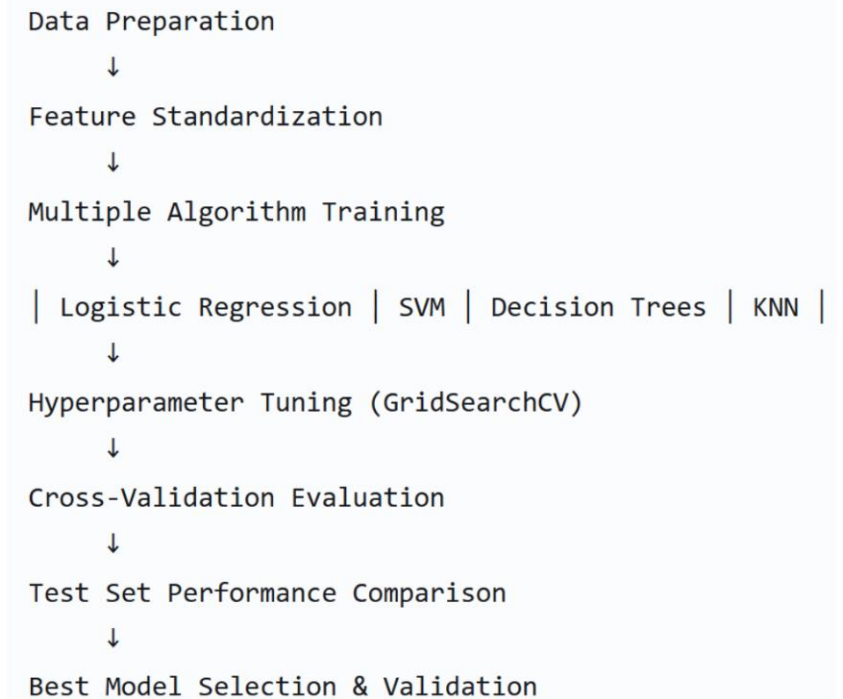 Data Preparation
↓
Feature Standardization
↓
Multiple Algorithm Training
↓
| Logistic Regression | SVM | Decision Trees | KNN |
↓
Hyperparameter Tuning (GridSearchCV)
↓
Cross-Validation Evaluation
↓
Test Set Performance Comparison
↓
Best Model Selection & Validation